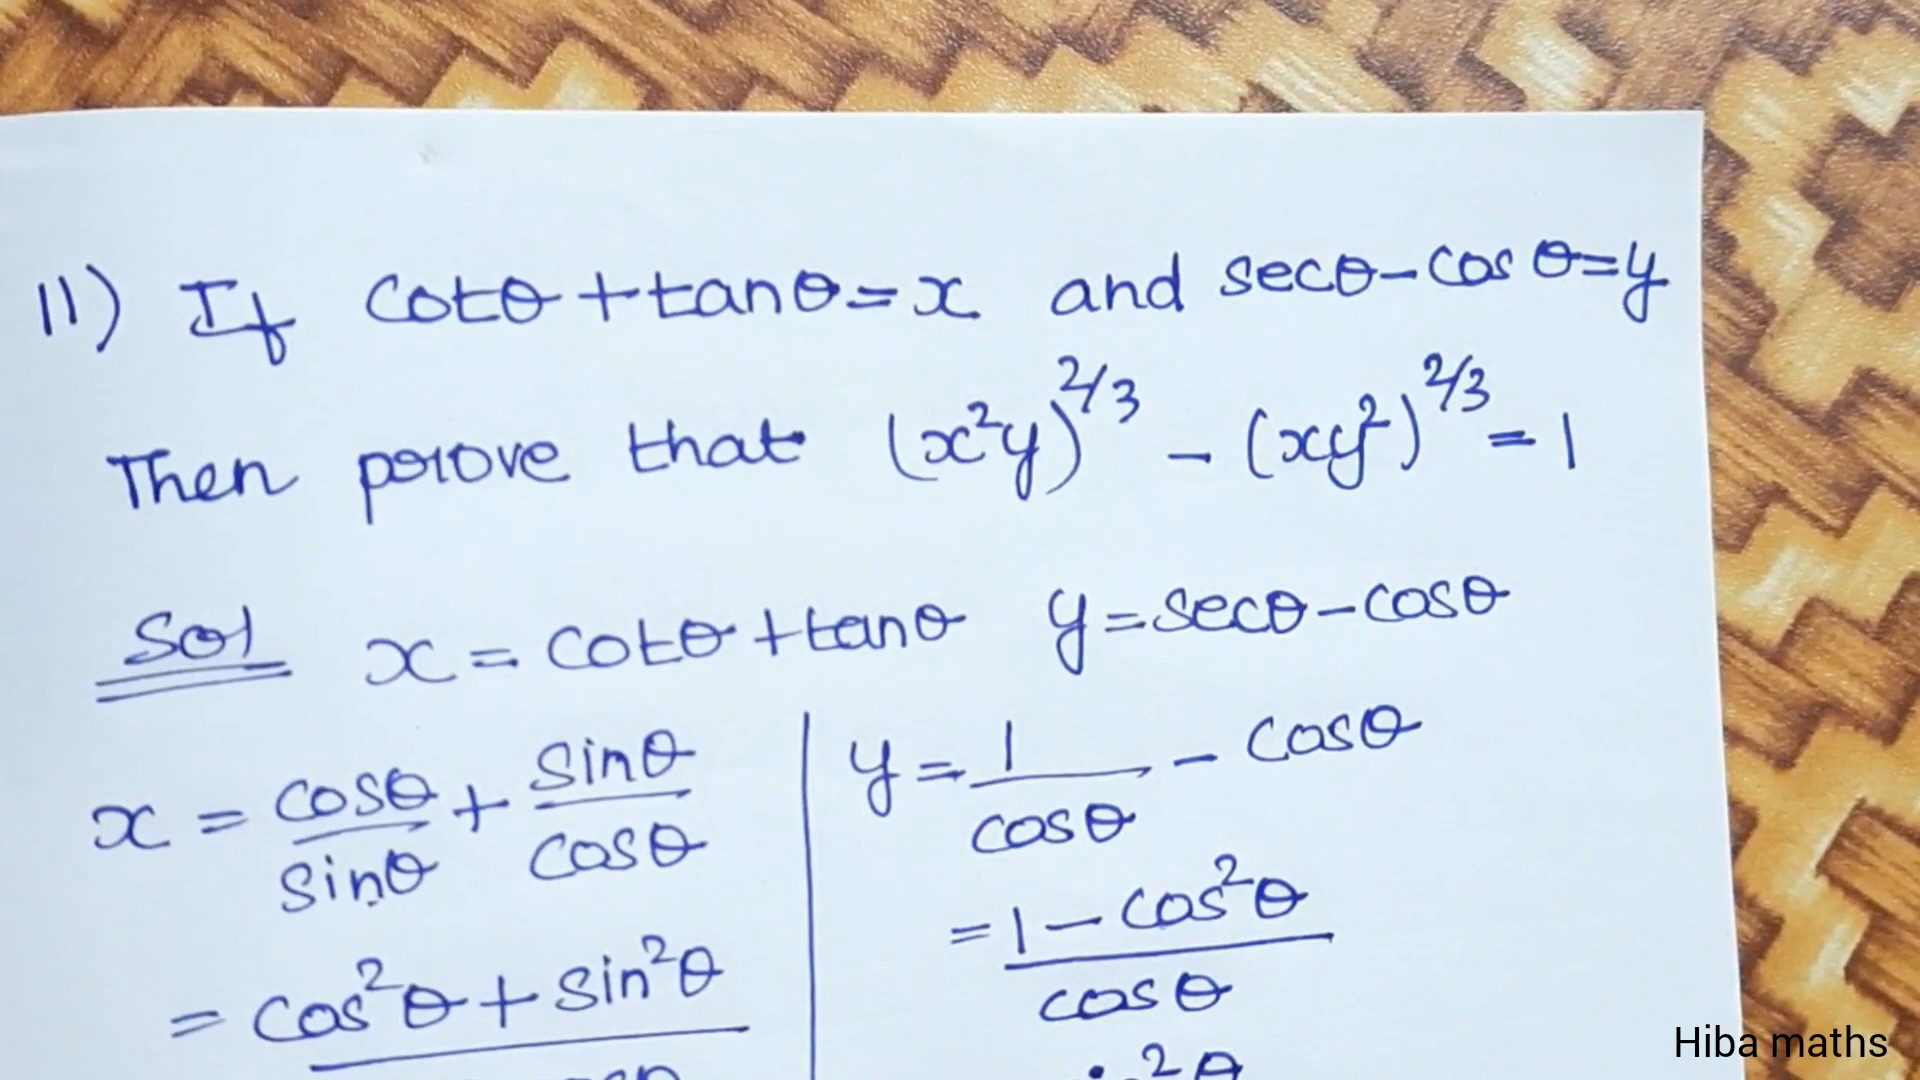 11) If cotθ + tanθ = x and secθ - cosθ = y
Then prove that (x²y)^2/3 - (xy²)^2/3 = 1
Sol x = cotθ + tanθ y = secθ - cosθ
x = cosθ/sinθ + sinθ/cosθ
= cos²θ + sin²θ
y = 1/cosθ - cosθ
= 1 - cos²θ/cosθ
Hiba maths